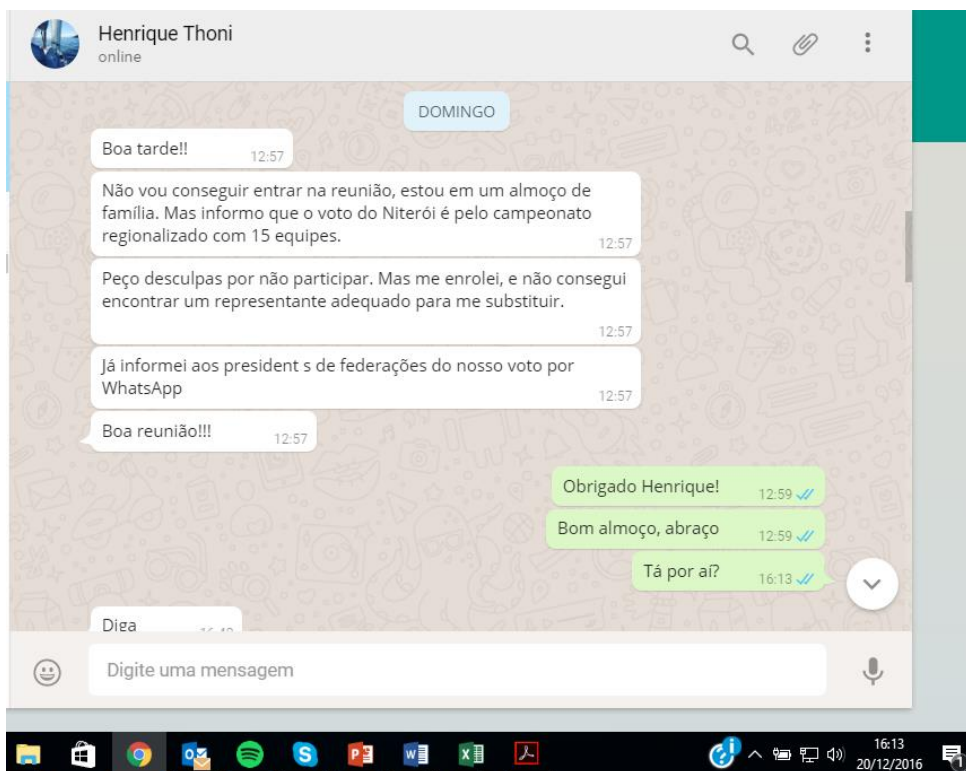 Henrique Thoni
online
DOMINGO
Boa tarde!! 12:57
Não vou conseguir entrar na reunião, estou em um almoço de
família. Mas informo que o voto do Niterói é pelo campeonato
regionalizado com 15 equipes. 12:57
Peço desculpas por não participar. Mas me enrolei, e não consegui
encontrar um representante adequado para me substituir.
12:57
Já informei aos president s de federações do nosso voto por
WhatsApp 12:57
Boa reunião!!! 12:57
Obrigado Henrique! 12:59
Bom almoço, abraço 12:59
Tá por aí? 16:13
Diga
Digite uma mensagem
16:13
20/12/2016
1